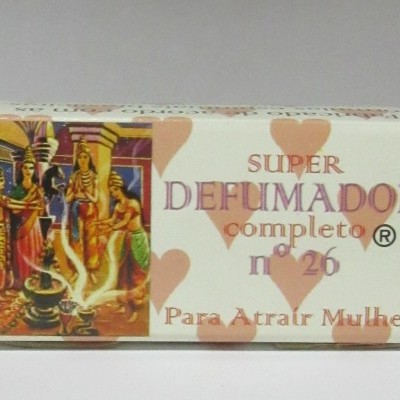 SUPER
DEFUMADO
completo ®
nº 26
Para Atrair Mulhe